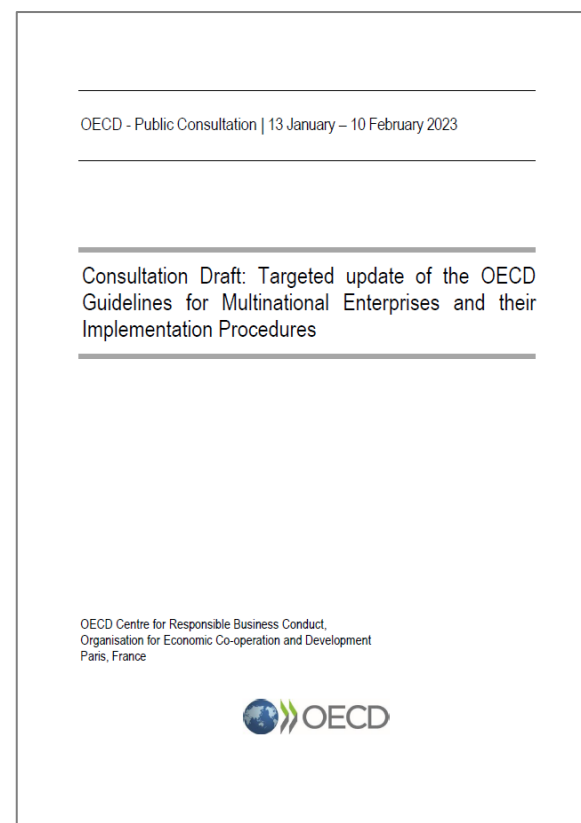 OECD - Public Consultation | 13 January – 10 February 2023
Consultation Draft: Targeted update of the OECD
Guidelines for Multinational Enterprises and their
Implementation Procedures
OECD Centre for Responsible Business Conduct,
Organisation for Economic Co-operation and Development
Paris, France
OECD